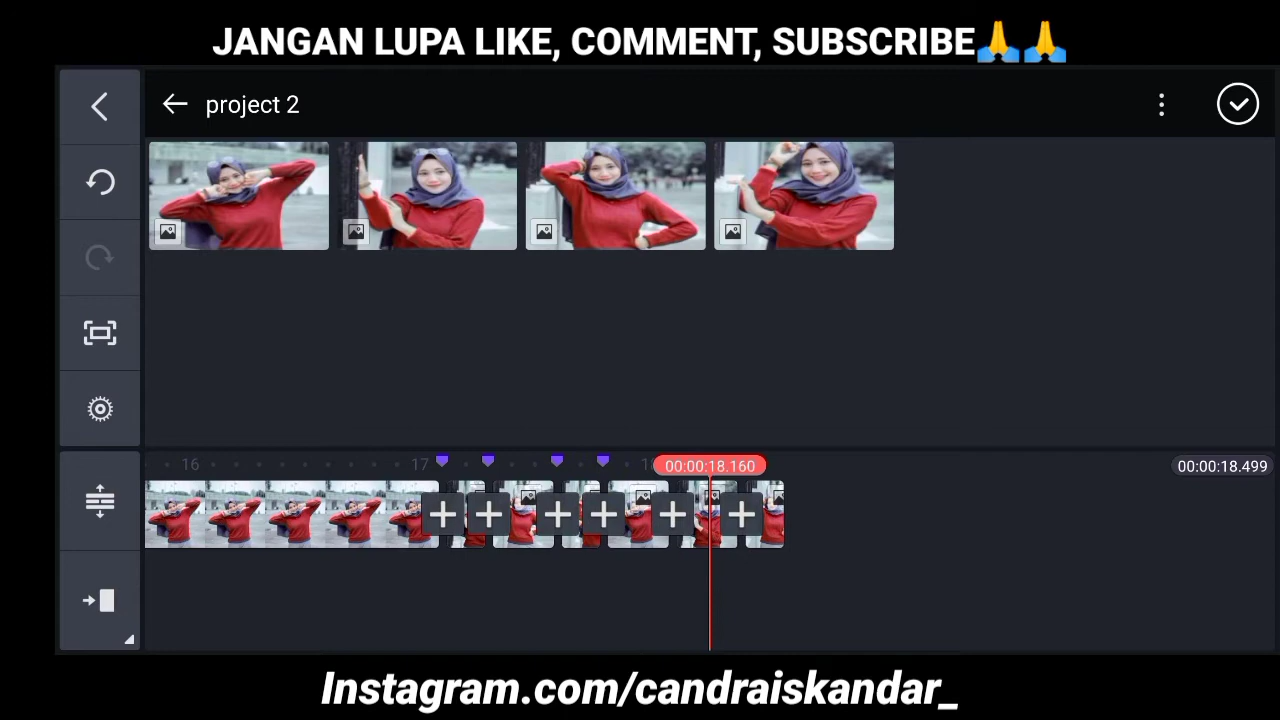 JANGAN LUPA LIKE, COMMENT, SUBSCRIBE🙏🙏
project 2
16
17
00:00:18.160
00:00:18.499
Instagram.com/candraiskandar_